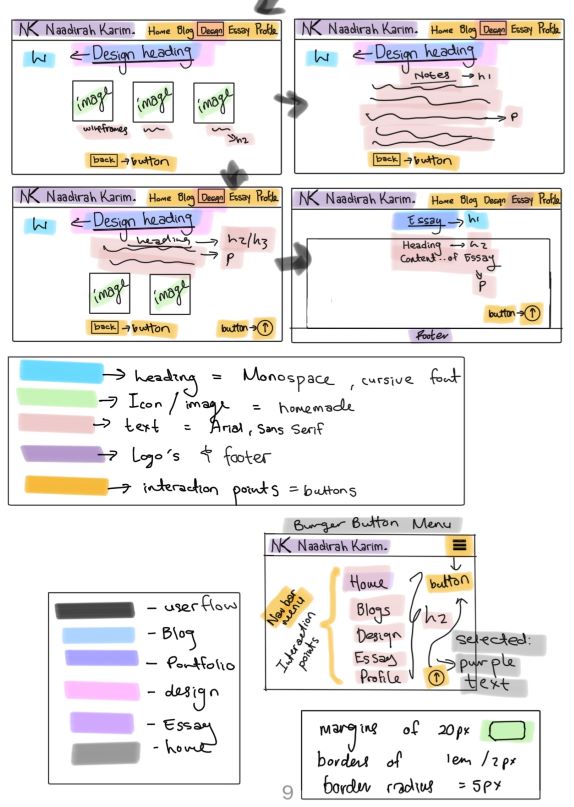 NK Naadirah Karim. Home Blog Design Essay Profile
h1 ← Design heading
image image image
wireframes
→ h2
back → button
NK Naadirah Karim. Home Blog Design Essay Profile
h1 ← Design heading
Notes → h1
→ P
back → button
NK Naadirah Karim. Home Blog Design Essay Profile
h1 ← Design heading
heading → h2/h3
→ P
image image
back → button
button → ↑
NK Naadirah Karim. Home Blog Design Essay Profile
Essay → h1
Heading → h2
Content of Essay
P
button → ↑
footer
→ heading = Monospace, cursive font
→ Icon / image = homemade
→ text = Arial, Sans Serif
→ Logo's & footer
→ interaction points = buttons
Burger Button Menu
NK Naadirah Karim.
Navbar menu
Interaction points
Home
Blogs
Design
Essay
Profile
h2
button
↑
selected:
purple
text
- userflow
- Blog
- Portfolio
- design
- Essay
- home
margins of 20px
borders of 1em / 2px
border radius = 5px
9